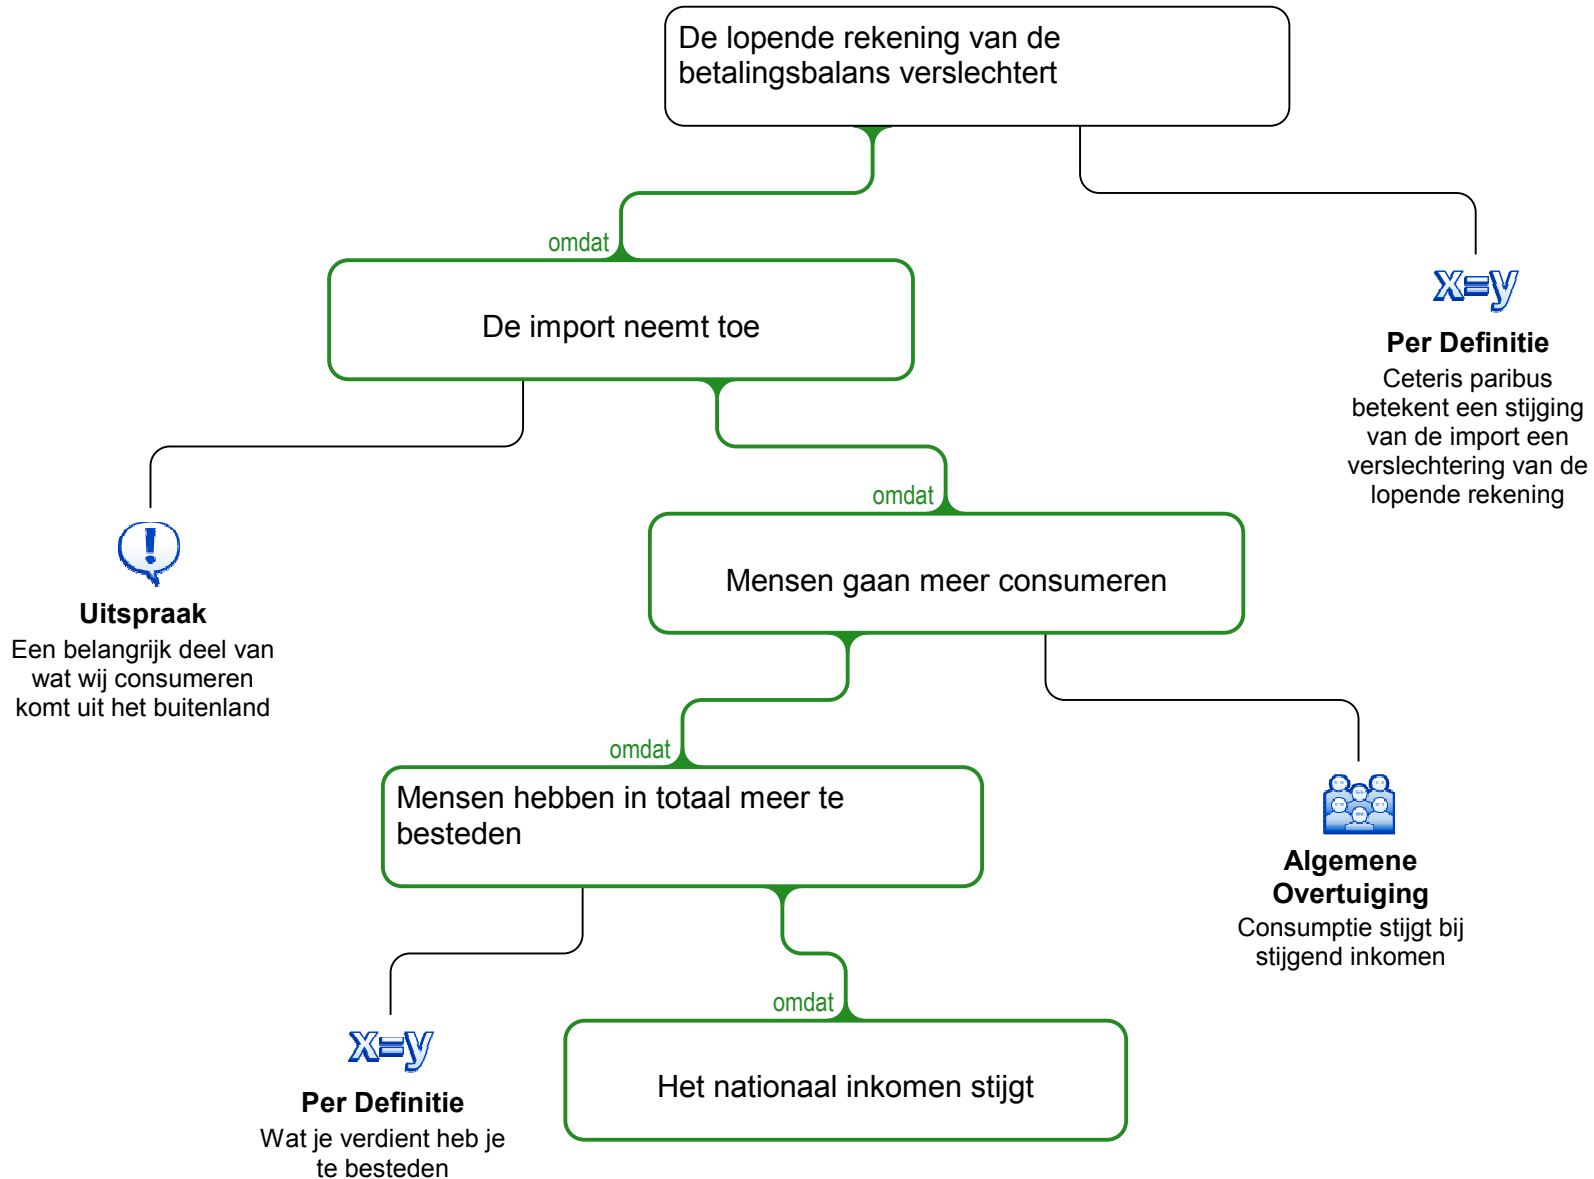 De lopende rekening van de
betalingsbalans verslechtert
omdat
De import neemt toe
x=y
Per Definitie
Ceteris paribus
betekent een stijging
van de import een
verslechtering van de
lopende rekening
omdat
Mensen gaan meer consumeren
!
Uitspraak
Een belangrijk deel van
wat wij consumeren
komt uit het buitenland
omdat
Mensen hebben in totaal meer te
besteden
Algemene
Overtuiging
Consumptie stijgt bij
stijgend inkomen
omdat
Het nationaal inkomen stijgt
x=y
Per Definitie
Wat je verdient heb je
te besteden